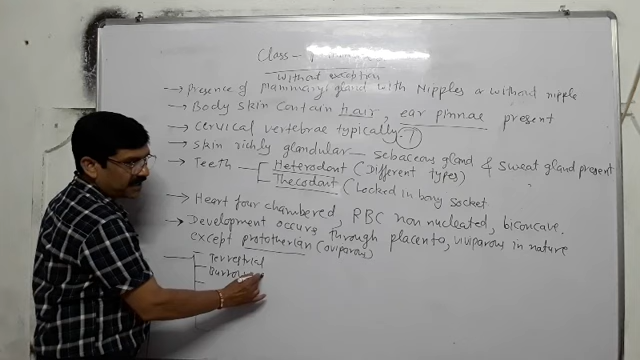 Class -
without exception
→ Presence of mammary gland with Nipples or without nipple
→ Body skin contain hair, ear pinnae present
→ Cervical vertebrae typically 7
→ Skin richly glandular - sebaceous gland & sweat gland present
→ Teeth - Heterodont (Different types)
Thecodont (Locked in bony socket
→ Heart four chambered, RBC non nucleated, biconcave
→ Development occurs through placenta, viviparous in nature
except prototherian (oviparous)
Terrestrial